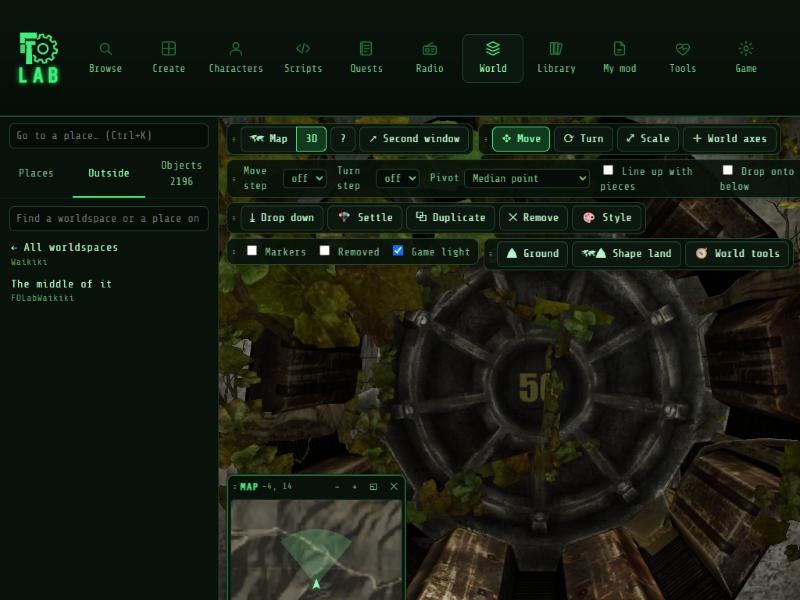 LAB
Browse
Create
Characters
Scripts
Quests
Radio
World
Library
My mod
Tools
Game
Go to a place… (Ctrl+K)
Places
Outside
Objects
2196
Find a worldspace or a place on
← All worldspaces
Waikiki
The middle of it
FOLabWaikiki
Map
3D
?
↗ Second window
Move
Turn
Scale
World axes
Move
step
off
Turn
step
off
Pivot
Median point
Line up with
pieces
Drop onto
below
Drop down
Settle
Duplicate
Remove
Style
Markers
Removed
Game light
Ground
Shape land
World tools
MAP -4, 14